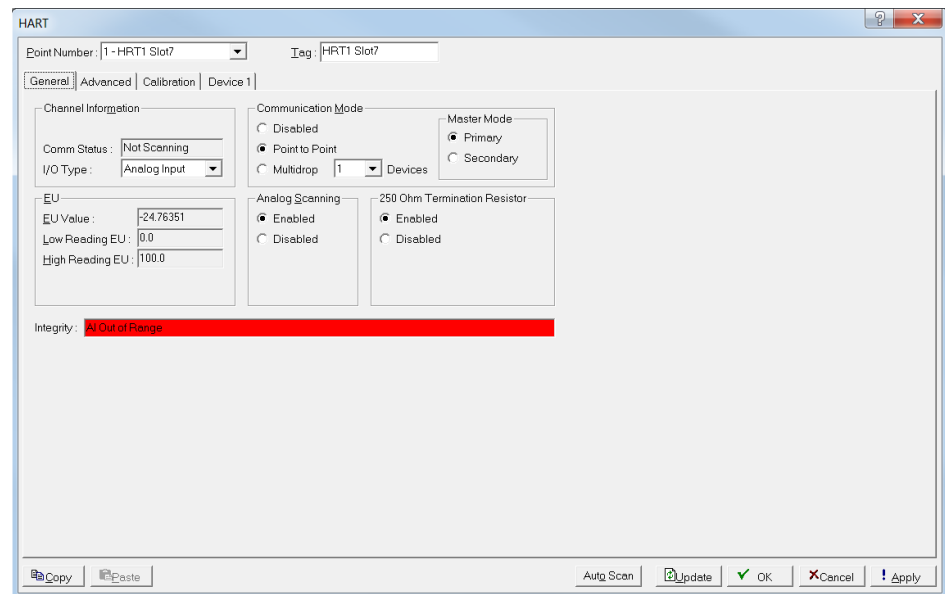 HART
Point Number : 1 - HRT1 Slot7 Tag : HRT1 Slot7
General Advanced Calibration Device 1
Channel Information
Comm Status : Not Scanning
I/O Type : Analog Input
Communication Mode
Disabled
Point to Point
Multidrop 1 Devices
Master Mode
Primary
Secondary
EU
EU Value : -24.76351
Low Reading EU : 0.0
High Reading EU : 100.0
Analog Scanning
Enabled
Disabled
250 Ohm Termination Resistor
Enabled
Disabled
Integrity : AI Out of Range
Copy Paste Auto Scan Update OK Cancel ! Apply